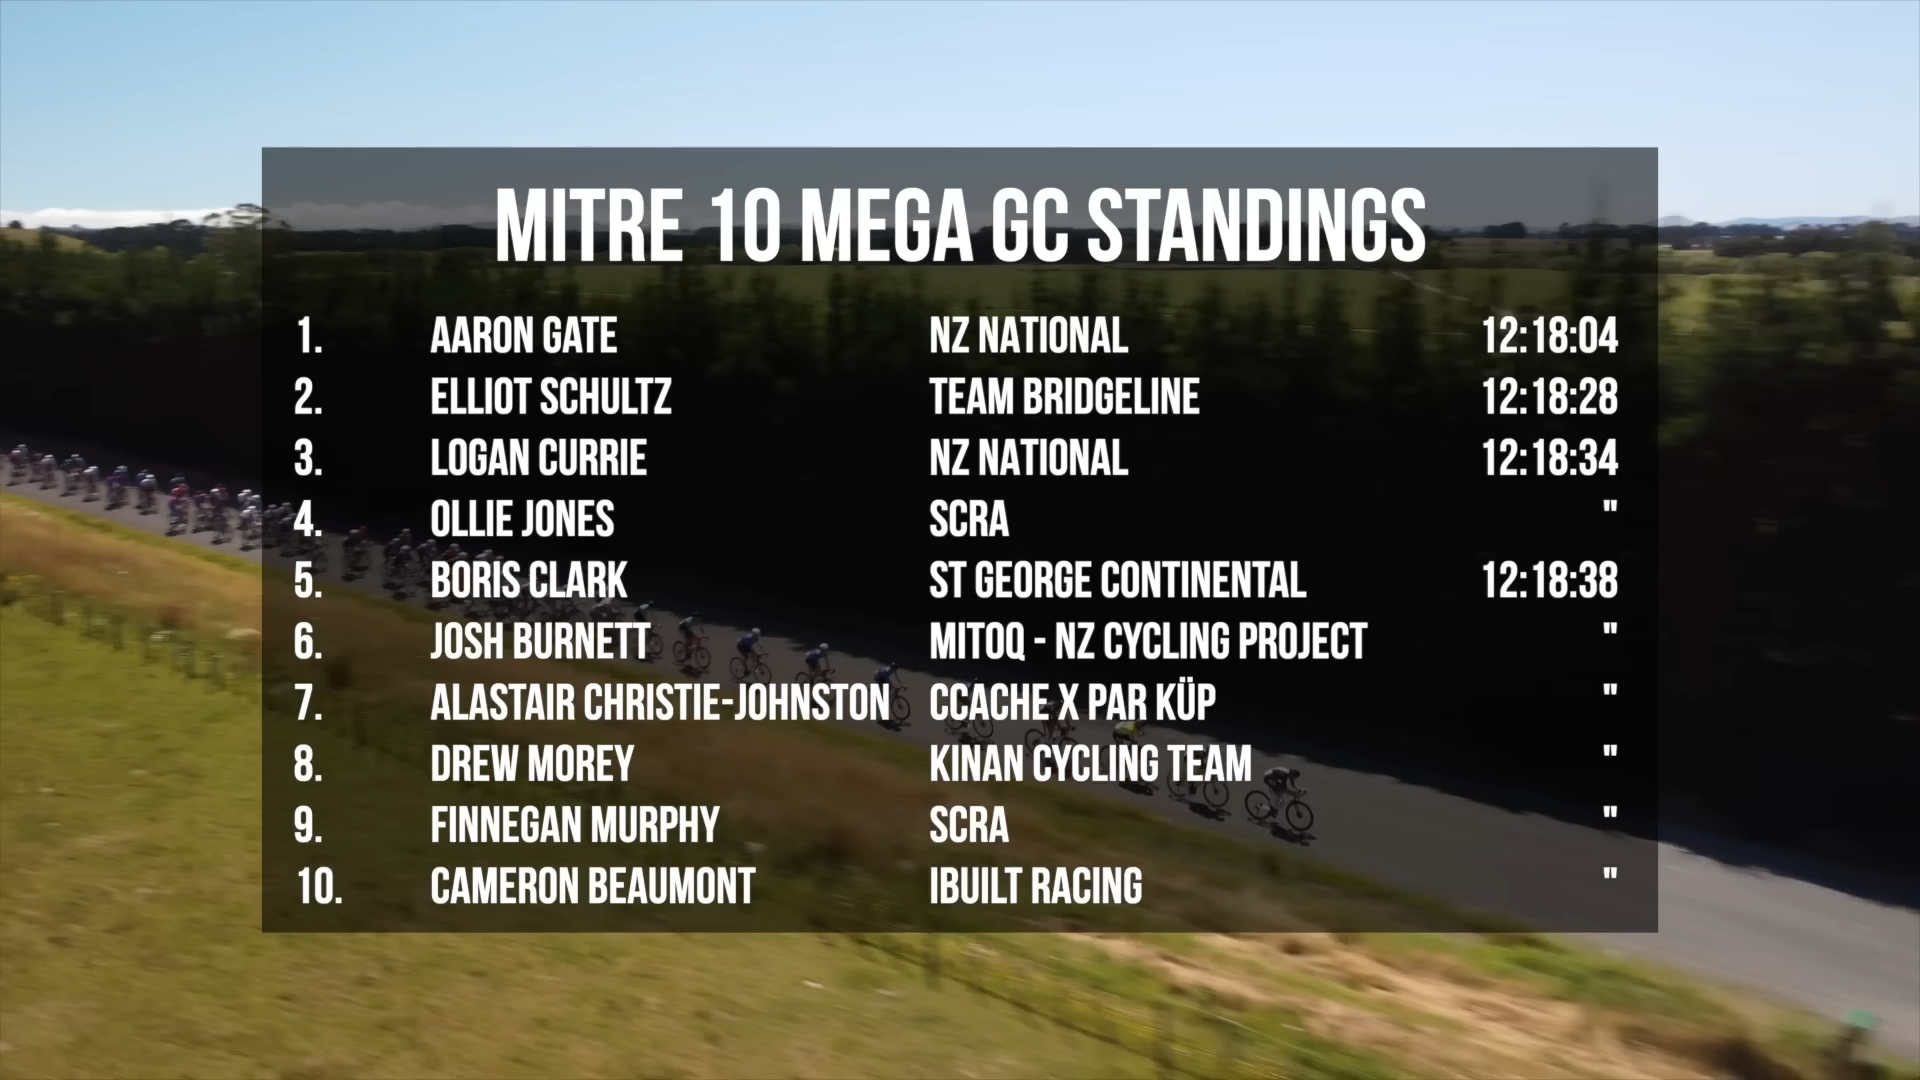 MITRE 10 MEGA GC STANDINGS
1. AARON GATE NZ NATIONAL 12:18:04
2. ELLIOT SCHULTZ TEAM BRIDGELINE 12:18:28
3. LOGAN CURRIE NZ NATIONAL 12:18:34
4. OLLIE JONES SCRA "
5. BORIS CLARK ST GEORGE CONTINENTAL 12:18:38
6. JOSH BURNETT MITOQ - NZ CYCLING PROJECT "
7. ALASTAIR CHRISTIE-JOHNSTON CCACHE X PAR KÜP "
8. DREW MOREY KINAN CYCLING TEAM "
9. FINNEGAN MURPHY SCRA "
10. CAMERON BEAUMONT IBUILT RACING "